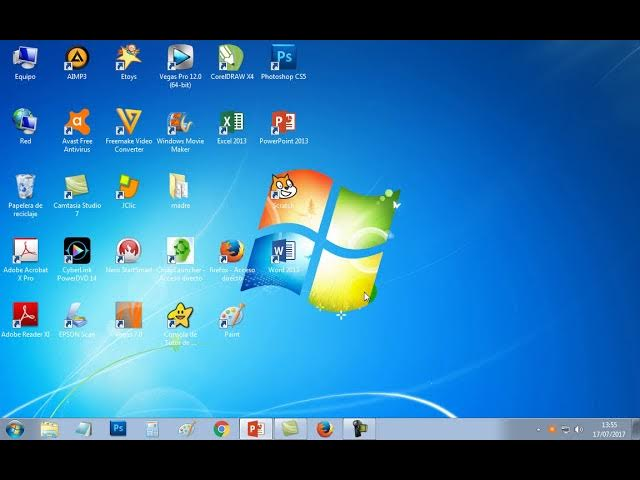 Equipo
AIMP3
Etoys
Vegas Pro 12.0
(64-bit)
CorelDRAW X4
Photoshop CS5
Red
Avast Free
Antivirus
Freemake Video
Converter
Windows Movie
Maker
Excel 2013
PowerPoint 2013
Papelera de
reciclaje
Camtasia Studio
7
JClic
madre
Scratch
Adobe Acrobat
X Pro
CyberLink
PowerDVD 14
Nero StartSmart
Acceso directo
firefox - Acceso
directo
Word 2013
Adobe Reader XI
EPSON Scan
Consola de
Tutor de ...
Paint
13:55
17/07/2017